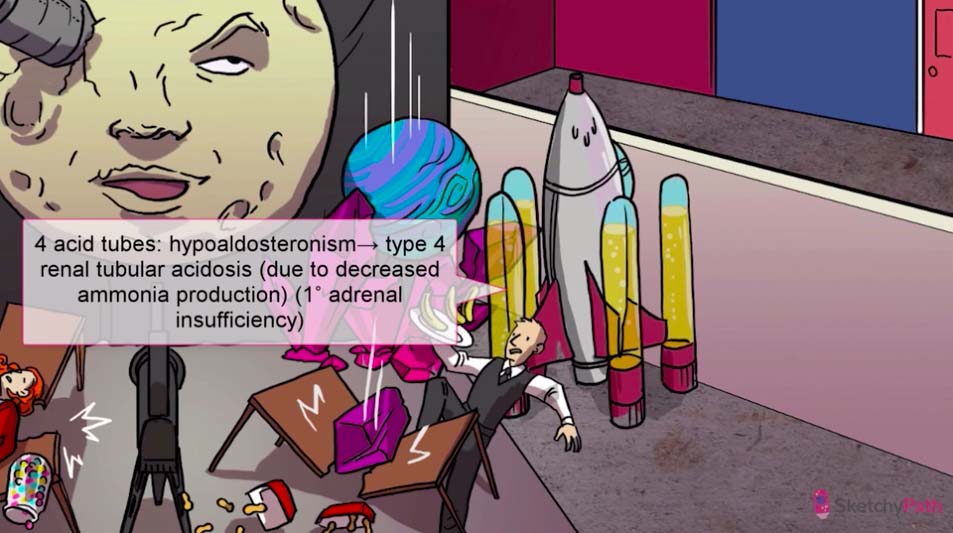 4 acid tubes: hypoaldosteronism→ type 4
renal tubular acidosis (due to decreased
ammonia production) (1° adrenal
insufficiency)
SketchyPath